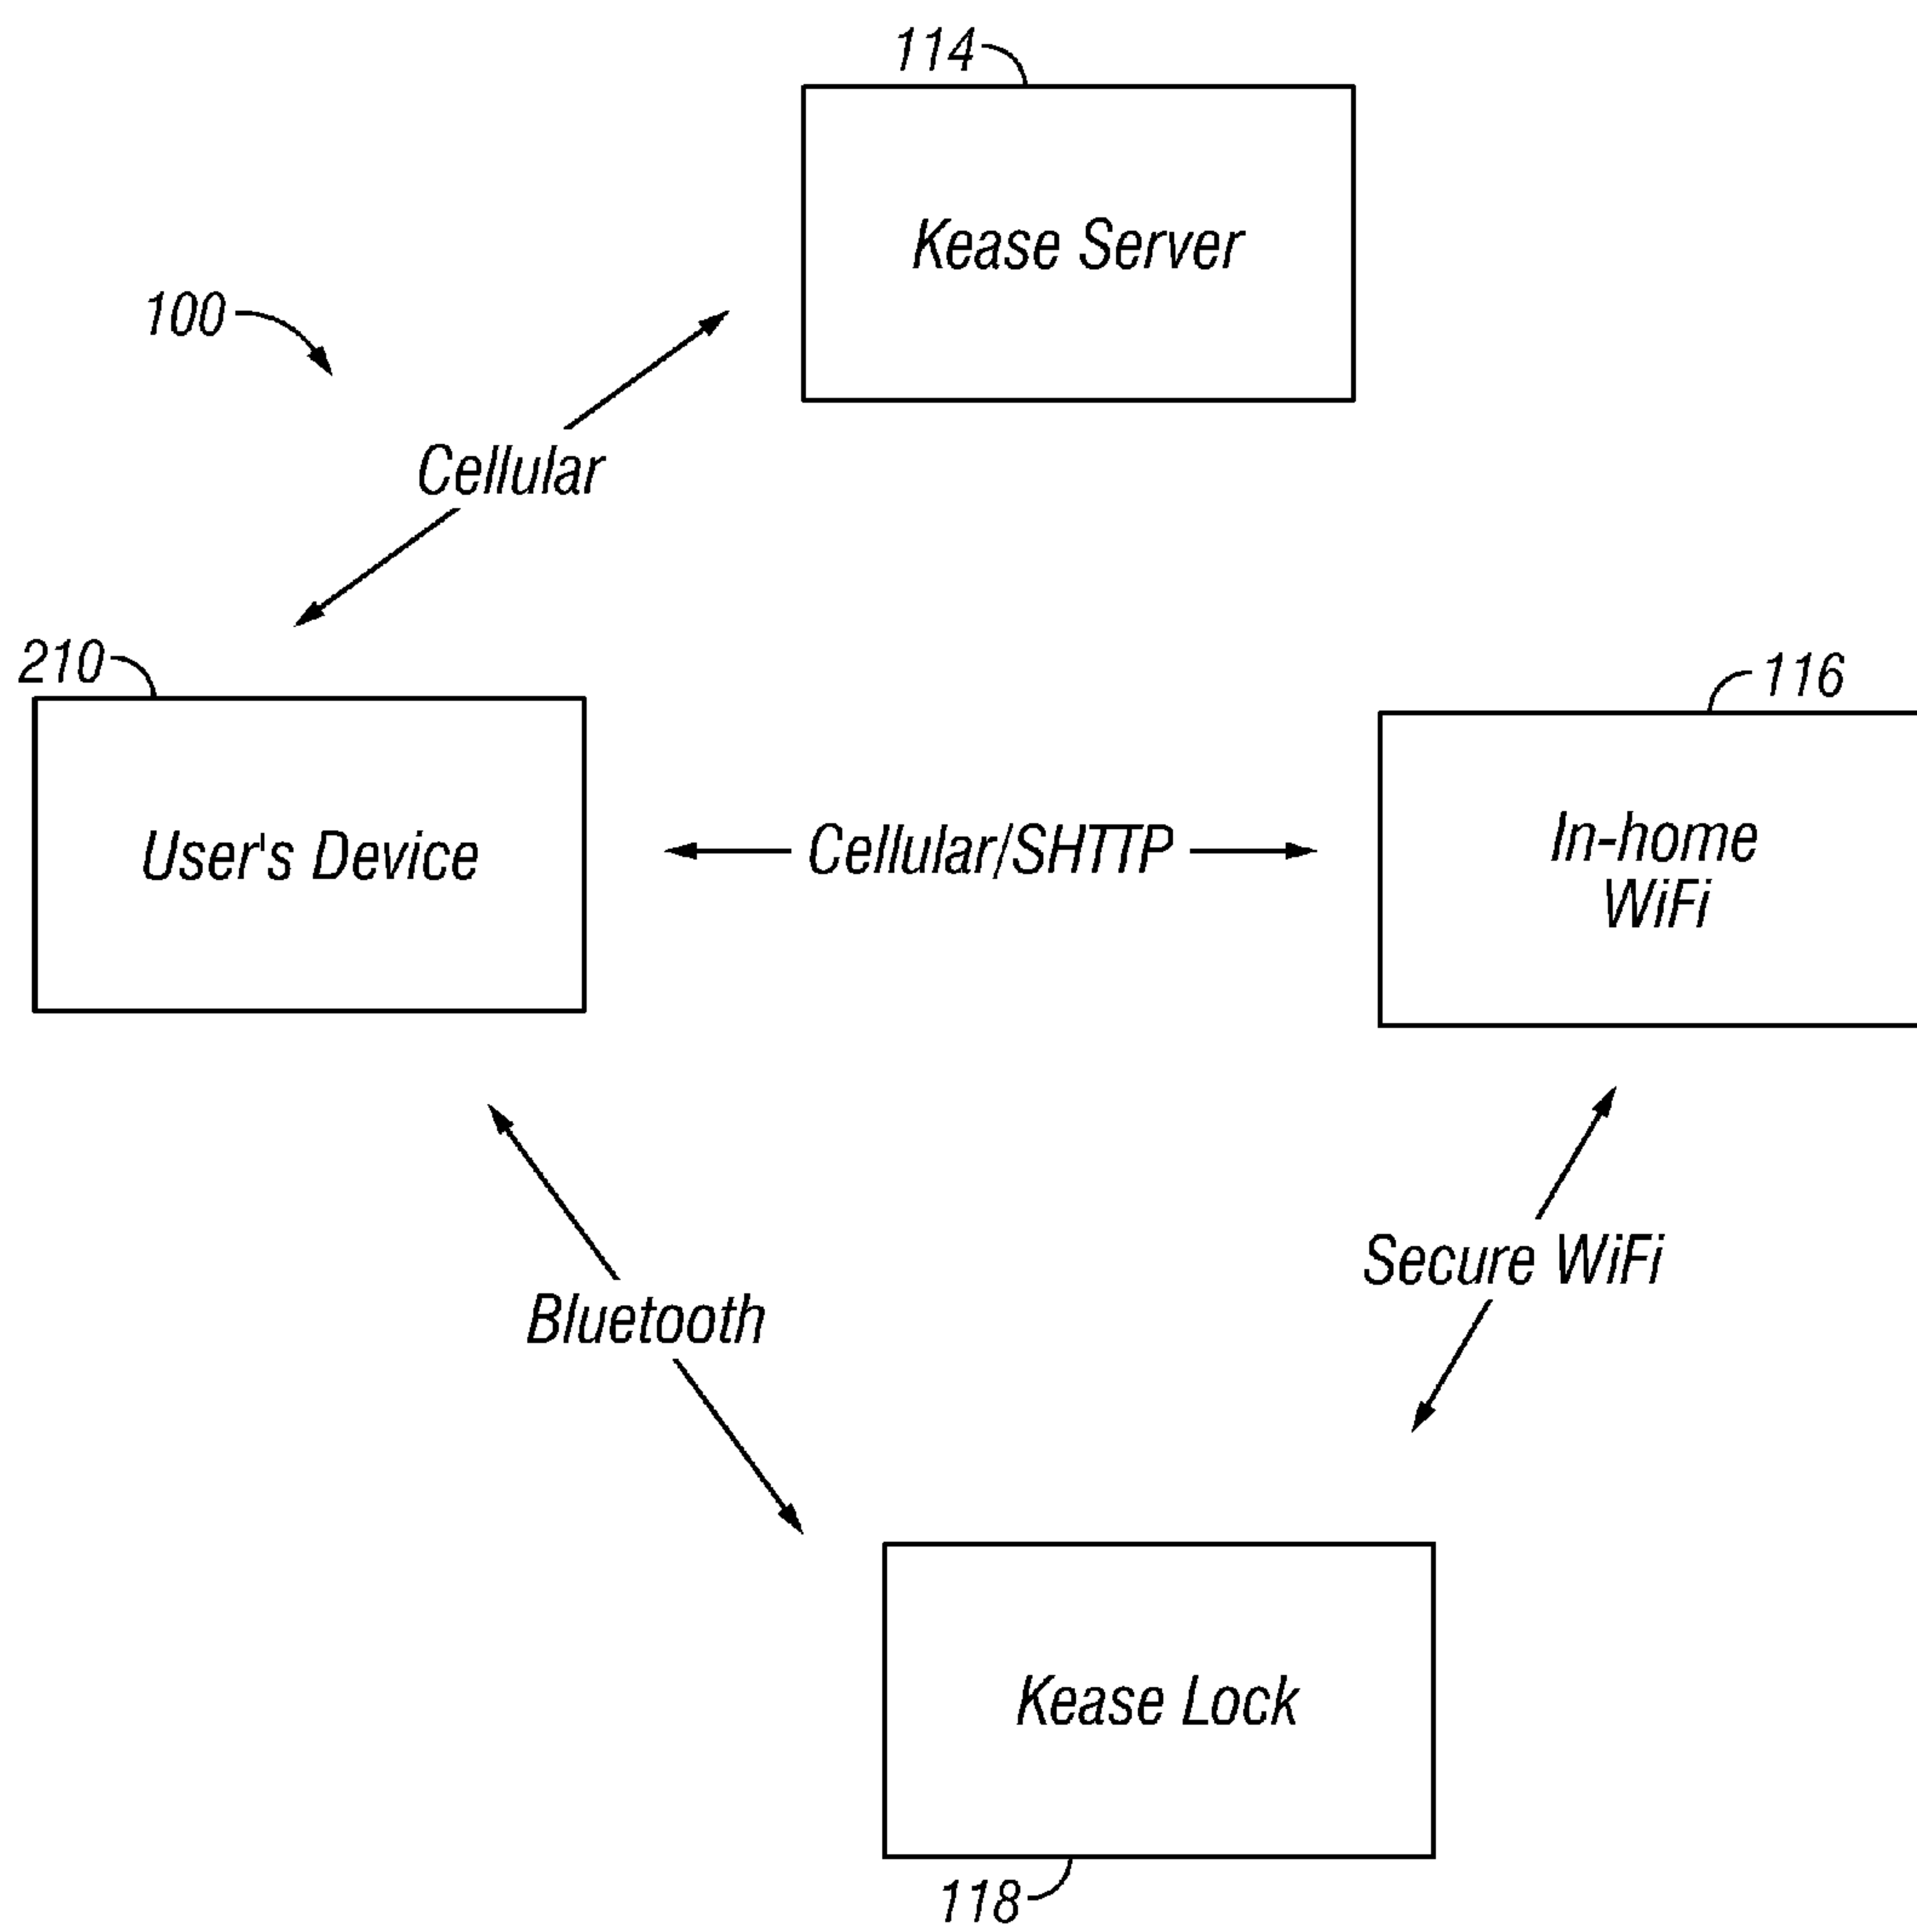 114
Kease Server
100
Cellular
210
116
User's Device
Cellular/SHTTP
In-home
WiFi
Secure WiFi
Bluetooth
Kease Lock
118